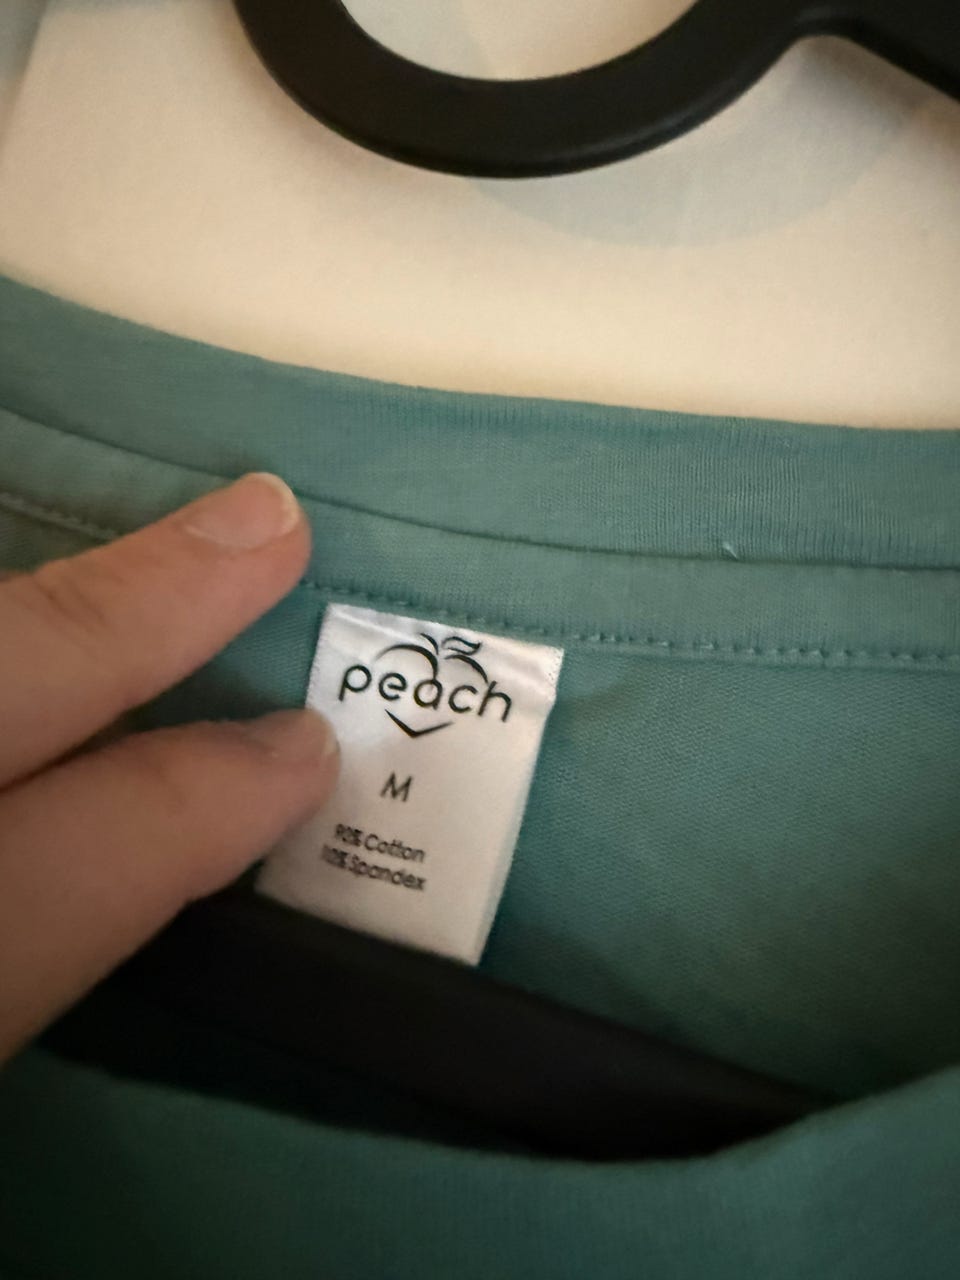 peach
M
90% Cotton
10% Spandex